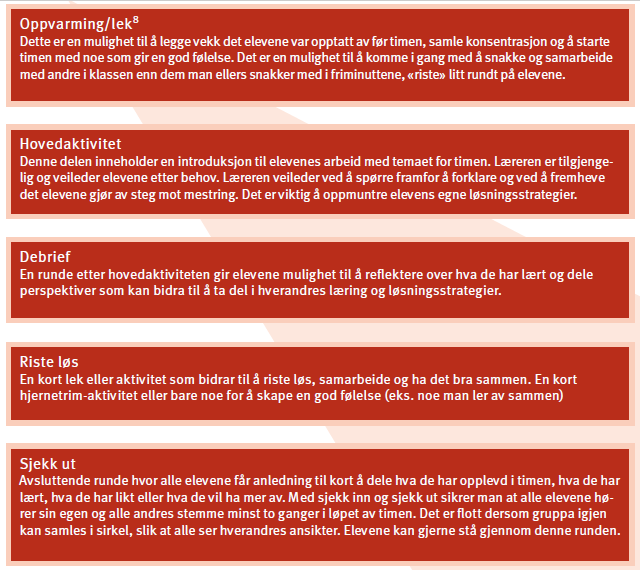 Oppvarming/lek⁸
Dette er en mulighet til å legge vekk det elevene var opptatt av før timen, samle konsentrasjon og å starte
timen med noe som gir en god følelse. Det er en mulighet til å komme i gang med å snakke og samarbeide
med andre i klassen enn dem man ellers snakker med i friminuttene, «riste» litt rundt på elevene.
Hovedaktivitet
Denne delen inneholder en introduksjon til elevenes arbeid med temaet for timen. Læreren er tilgjenge-
lig og veileder elevene etter behov. Læreren veileder ved å spørre framfor å forklare og ved å fremheve
det elevene gjør av steg mot mestring. Det er viktig å oppmuntre elevens egne løsningsstrategier.
Debrief
En runde etter hovedaktiviteten gir elevene mulighet til å reflektere over hva de har lært og dele
perspektiver som kan bidra til å ta del i hverandres læring og løsningsstrategier.
Riste løs
En kort lek eller aktivitet som bidrar til å riste løs, samarbeide og ha det bra sammen. En kort
hjernetrim-aktivitet eller bare noe for å skape en god følelse (eks. noe man ler av sammen)
Sjekk ut
Avsluttende runde hvor alle elevene får anledning til kort å dele hva de har opplevd i timen, hva de har
lært, hva de har likt eller hva de vil ha mer av. Med sjekk inn og sjekk ut sikrer man at alle elevene hø-
rer sin egen og alle andres stemme minst to ganger i løpet av timen. Det er flott dersom gruppa igjen
kan samles i sirkel, slik at alle ser hverandres ansikter. Elevene kan gjerne stå gjennom denne runden.